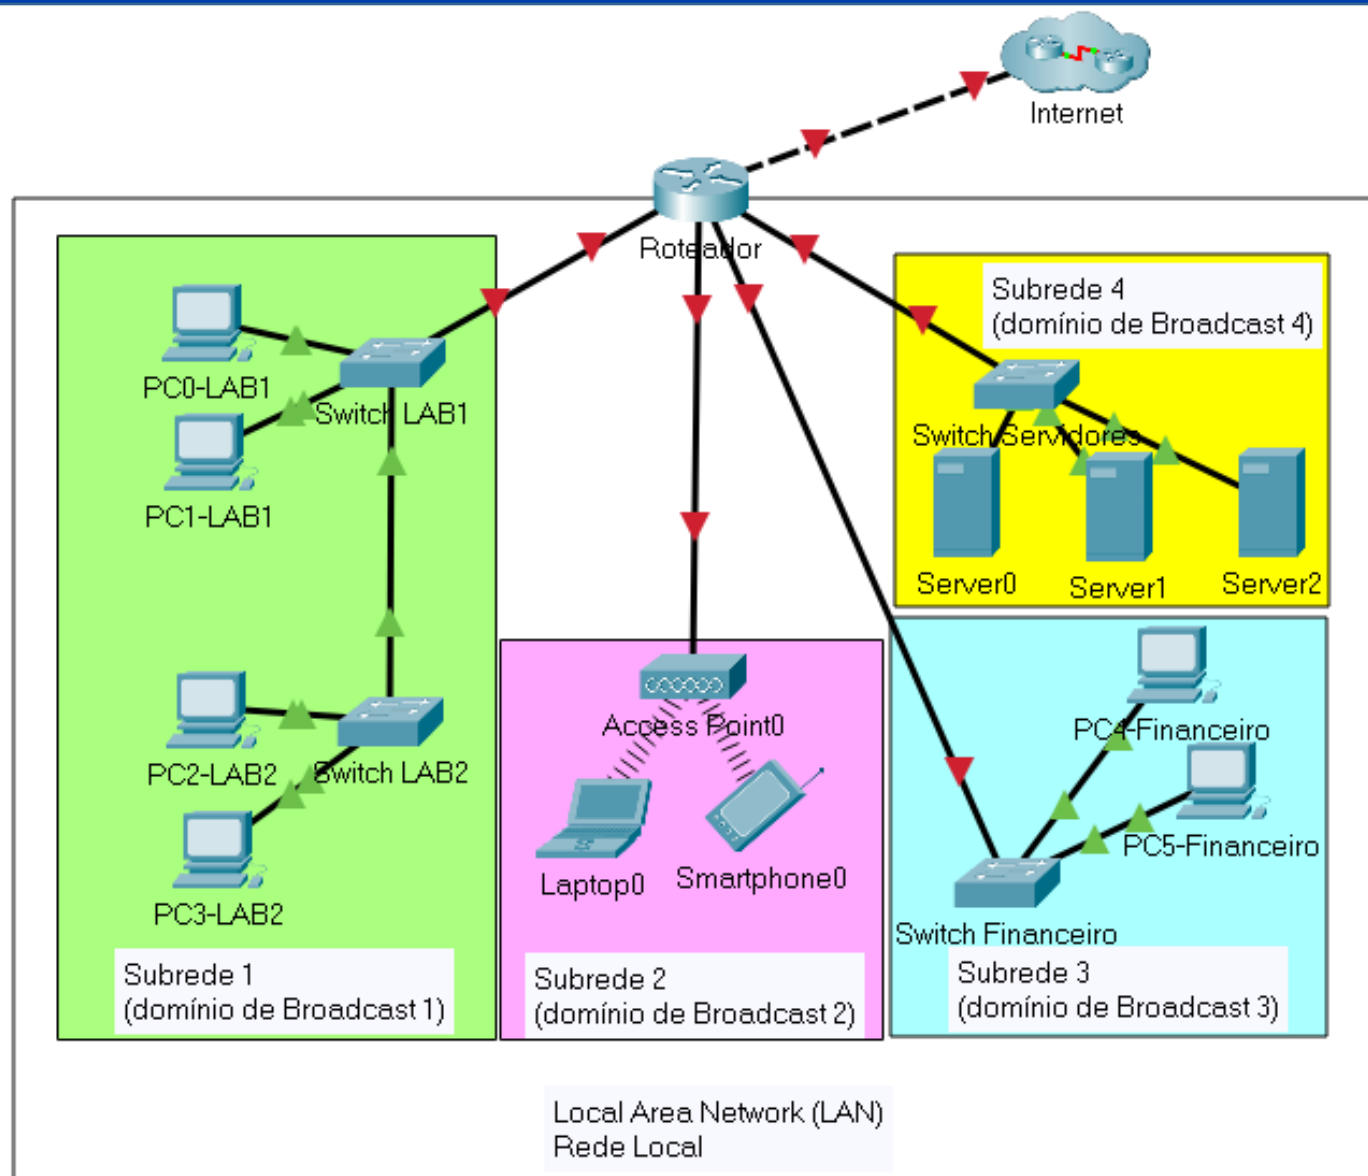 Internet
Roteador
PC0-LAB1
Switch LAB1
PC1-LAB1
PC2-LAB2
Switch LAB2
PC3-LAB2
Subrede 1
(domínio de Broadcast 1)
Access Point0
Laptop0
Smartphone0
Subrede 2
(domínio de Broadcast 2)
Subrede 4
(domínio de Broadcast 4)
Switch Servidores
Server0
Server1
Server2
PC4-Financeiro
PC5-Financeiro
Switch Financeiro
Subrede 3
(domínio de Broadcast 3)
Local Area Network (LAN)
Rede Local